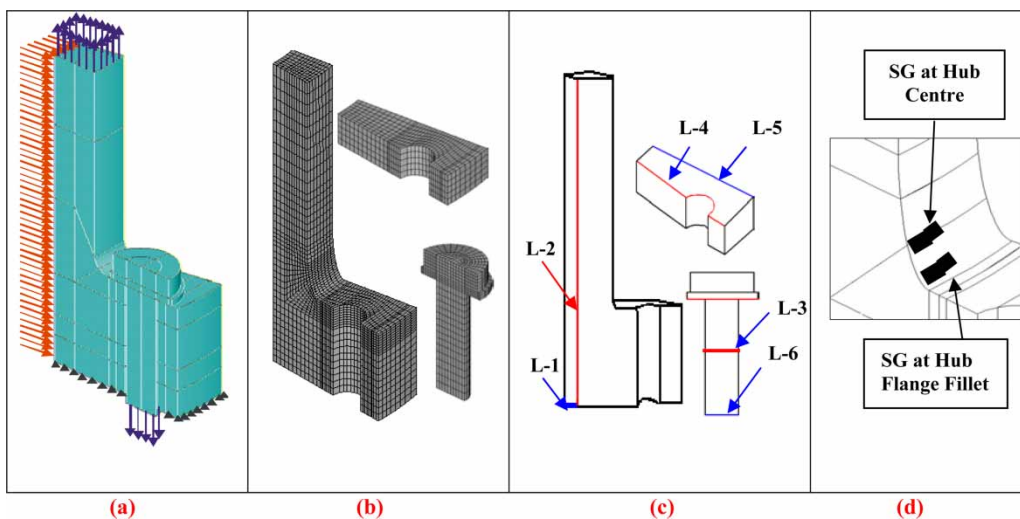 SG at Hub
Centre
L-4
L-5
L-2
L-3
L-1
L-6
SG at Hub
Flange Fillet
(a)
(b)
(c)
(d)